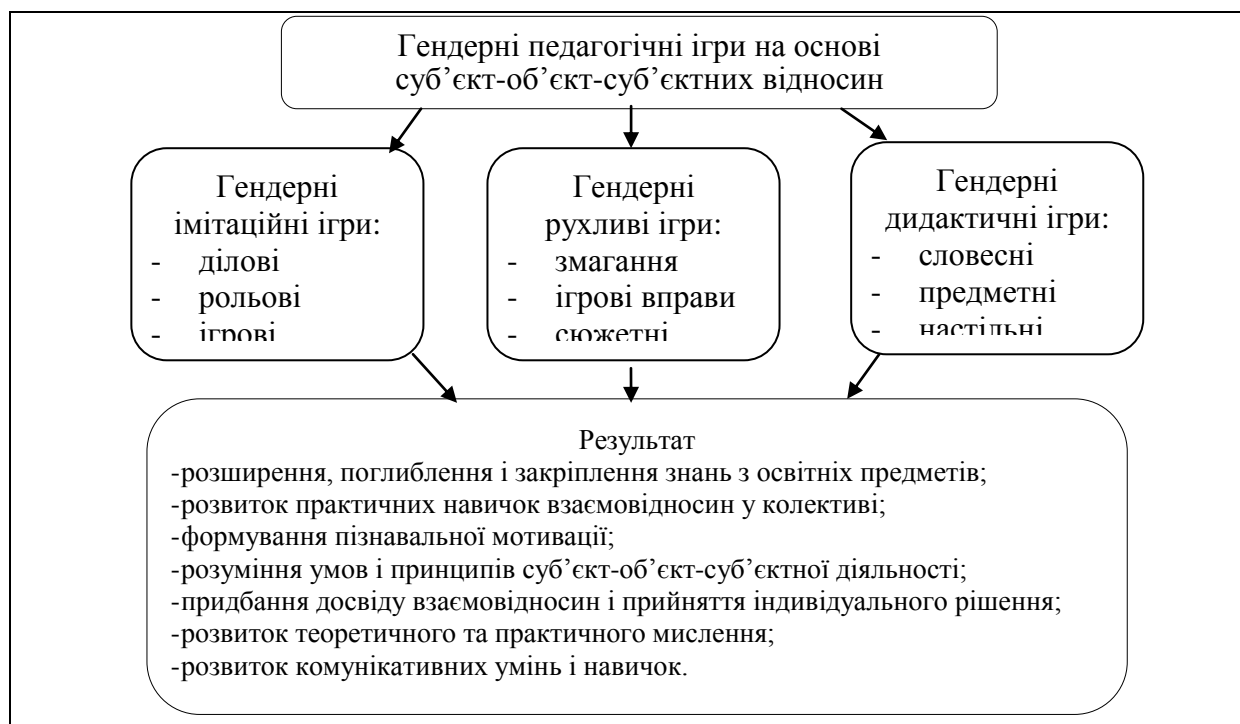 Гендерні педагогічні ігри на основі
суб’єкт-об’єкт-суб’єктних відносин
Гендерні
імітаційні ігри:
- ділові
- рольові
- ігрові
Гендерні
рухливі ігри:
- змагання
- ігрові вправи
- сюжетні
Гендерні
дидактичні ігри:
- словесні
- предметні
- настільні
Результат
-розширення, поглиблення і закріплення знань з освітніх предметів;
-розвиток практичних навичок взаємовідносин у колективі;
-формування пізнавальної мотивації;
-розуміння умов і принципів суб’єкт-об’єкт-суб’єктної діяльності;
-придбання досвіду взаємовідносин і прийняття індивідуального рішення;
-розвиток теоретичного та практичного мислення;
-розвиток комунікативних умінь і навичок.